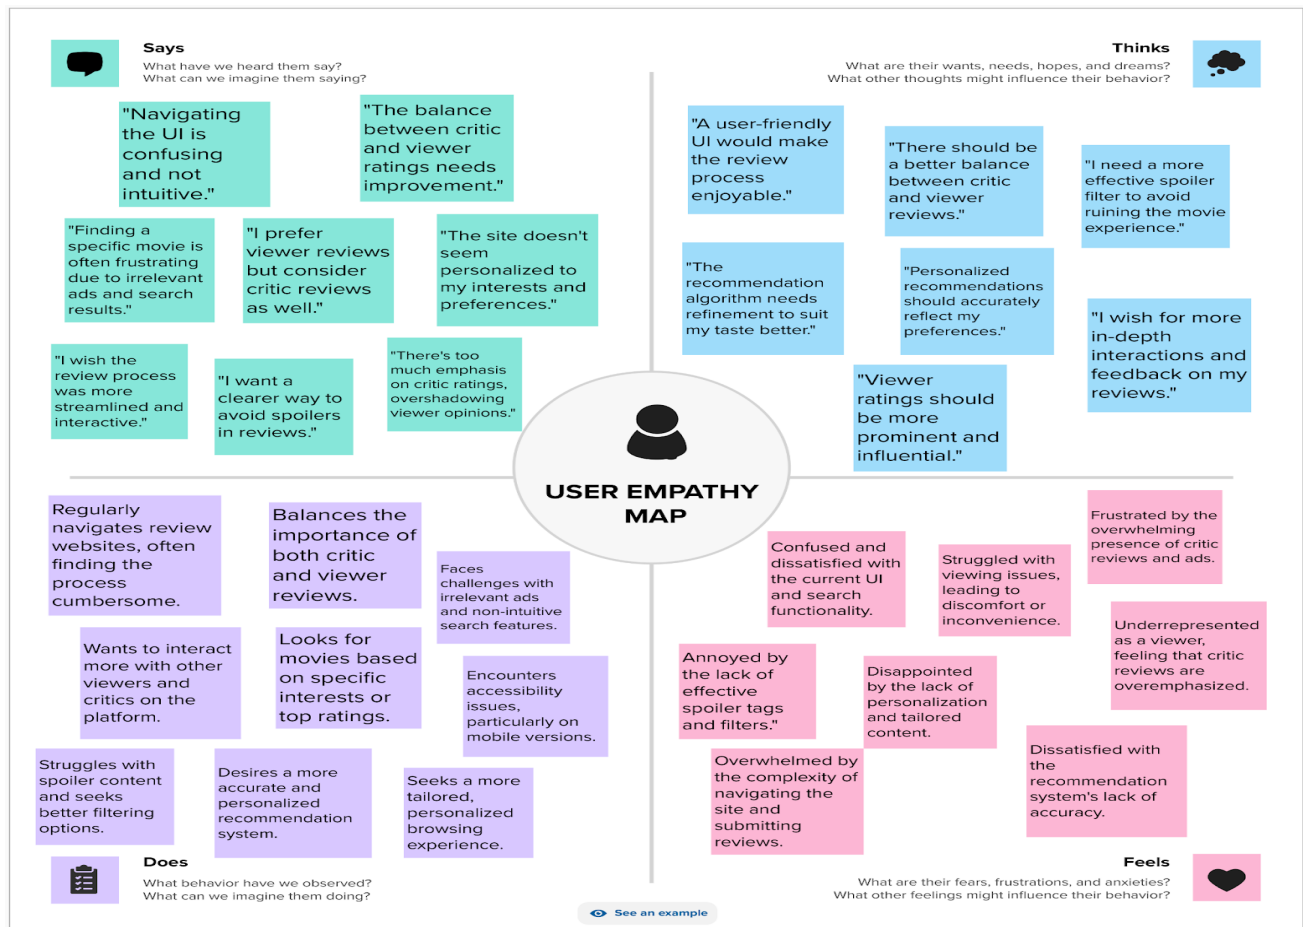 Says
What have we heard them say?
What can we imagine them saying?
"Navigating
the UI is
confusing
and not
intuitive."
"The balance
between critic
and viewer
ratings needs
improvement."
"Finding a
specific movie is
often frustrating
due to irrelevant
ads and search
results."
"I prefer
viewer reviews
but consider
critic reviews
as well."
"The site doesn't
seem
personalized to
my interests and
preferences."
"I wish the
review process
was more
streamlined and
interactive."
"I want a
clearer way to
avoid spoilers
in reviews."
"There's too
much emphasis
on critic ratings,
overshadowing
viewer opinions."
Thinks
What are their wants, needs, hopes, and dreams?
What other thoughts might influence their behavior?
"A user-friendly
UI would make
the review
process
enjoyable."
"There should be
a better balance
between critic
and viewer
reviews."
"I need a more
effective spoiler
filter to avoid
ruining the movie
experience."
"The
recommendation
algorithm needs
refinement to suit
my taste better."
"Personalized
recommendations
should accurately
reflect my
preferences."
"I wish for more
in-depth
interactions and
feedback on my
reviews."
"Viewer
ratings should
be more
prominent and
influential."
USER EMPATHY
MAP
Regularly
navigates review
websites, often
finding the
process
cumbersome.
Balances the
importance of
both critic
and viewer
reviews.
Faces
challenges with
irrelevant ads
and non-intuitive
search features.
Wants to interact
more with other
viewers and
critics on the
platform.
Looks for
movies based
on specific
interests or
top ratings.
Encounters
accessibility
issues,
particularly on
mobile versions.
Struggles with
spoiler content
and seeks
better filtering
options.
Desires a more
accurate and
personalized
recommendation
system.
Seeks a more
tailored,
personalized
browsing
experience.
Does
What behavior have we observed?
What can we imagine them doing?
Confused and
dissatisfied with
the current UI
and search
functionality.
Struggled with
viewing issues,
leading to
discomfort or
inconvenience.
Frustrated by the
overwhelming
presence of critic
reviews and ads.
Underrepresented
as a viewer,
feeling that critic
reviews are
overemphasized.
Annoyed by
the lack of
effective
spoiler tags
and filters."
Disappointed
by the lack of
personalization
and tailored
content.
Overwhelmed by
the complexity of
navigating the
site and
submitting
reviews.
Dissatisfied with
the
recommendation
system's lack of
accuracy.
Feels
What are their fears, frustrations, and anxieties?
What other feelings might influence their behavior?
See an example